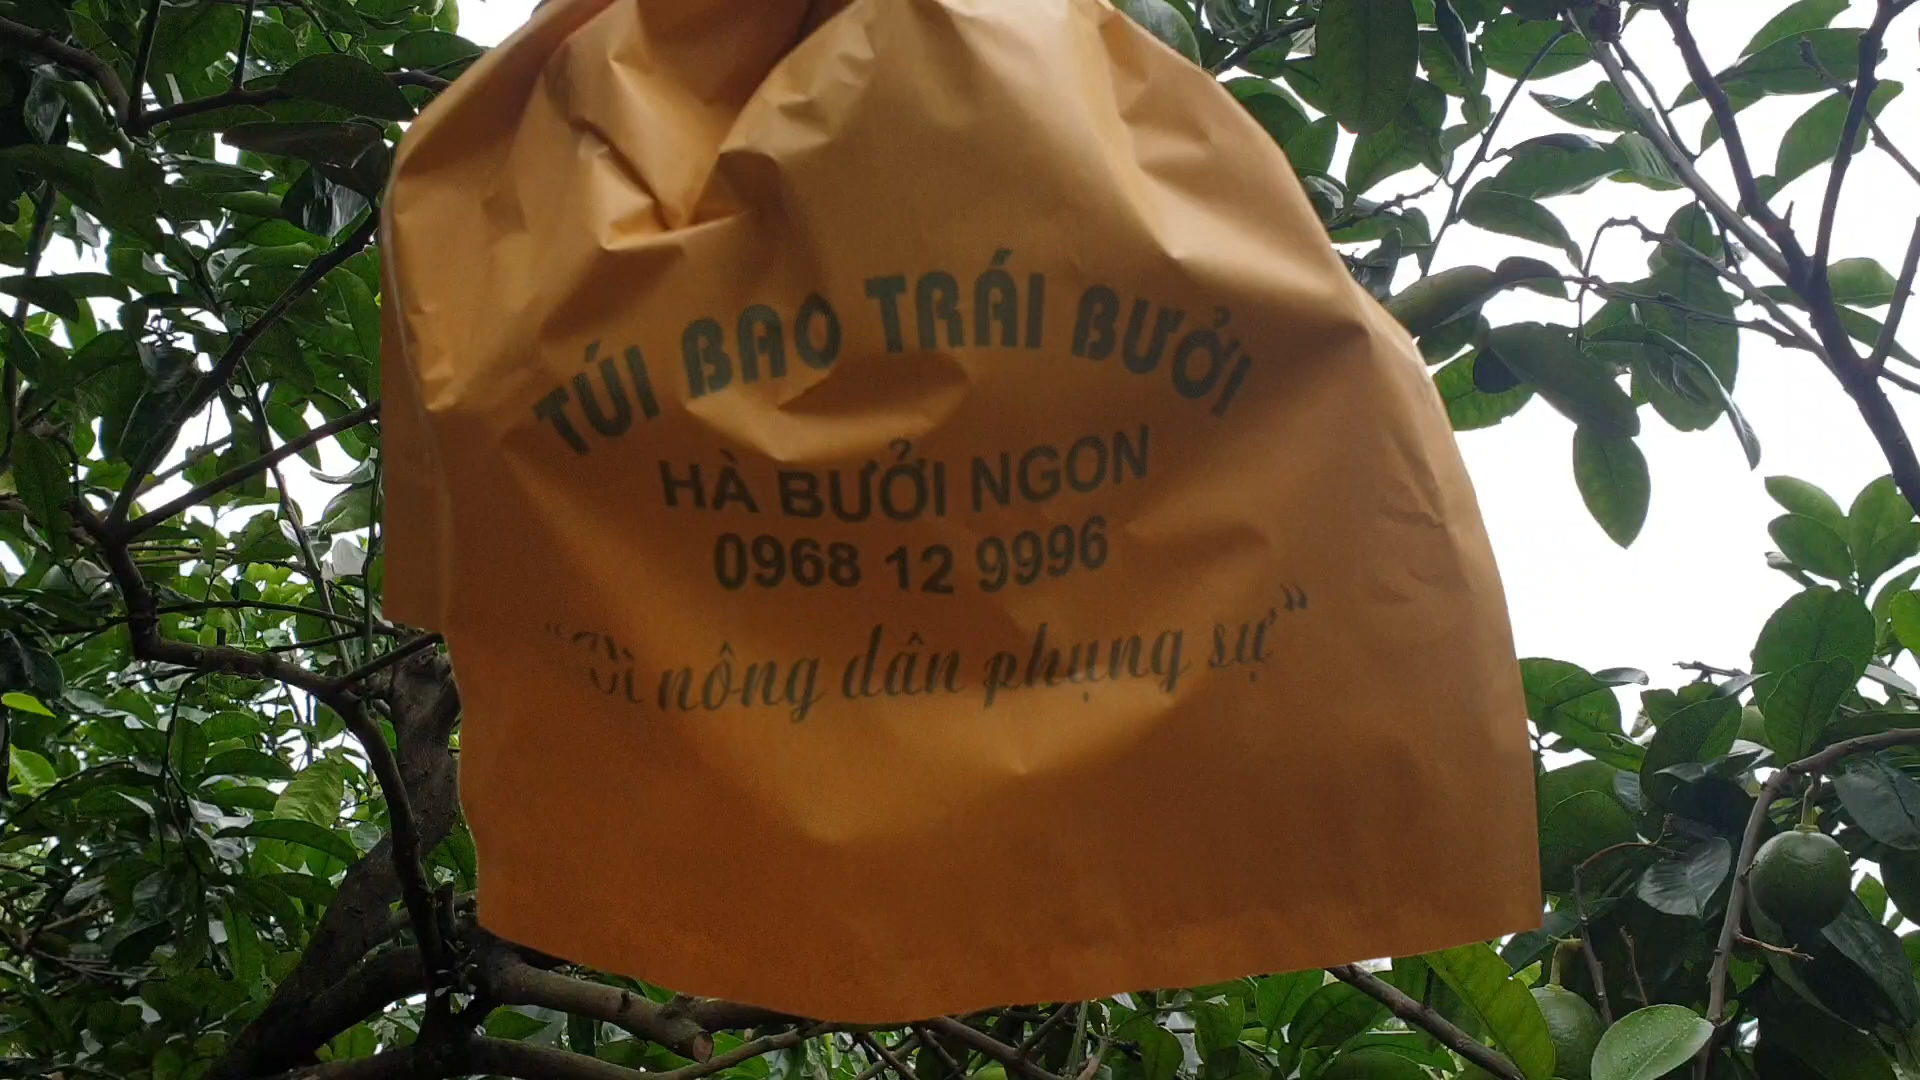 TÚI BAO TRÁI BƯỞI
HÀ BƯỞI NGON
0968 12 9996
“Vì nông dân phụng sự”